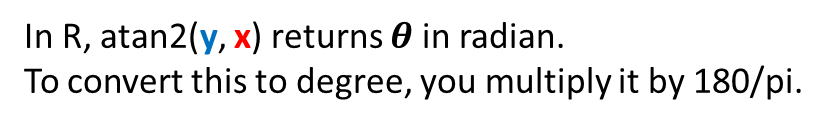 In R, atan2(y, x) returns θ in radian.
To convert this to degree, you multiply it by 180/pi.